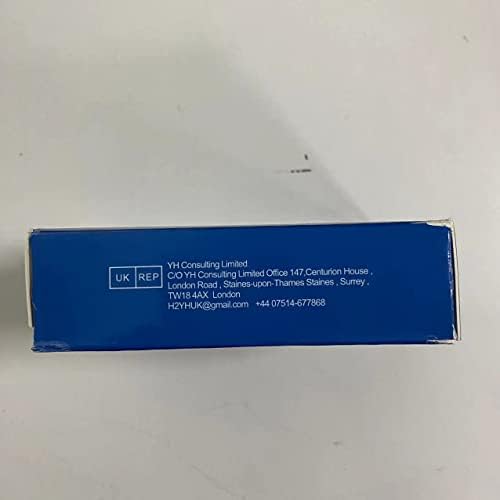 UK REP
YH Consulting Limited
C/O YH Consulting Limited Office 147,Centurion House ,
London Road , Staines-upon-Thames Staines , Surrey ,
TW18 4AX London
H2YHUK@gmail.com +44 07514-677868